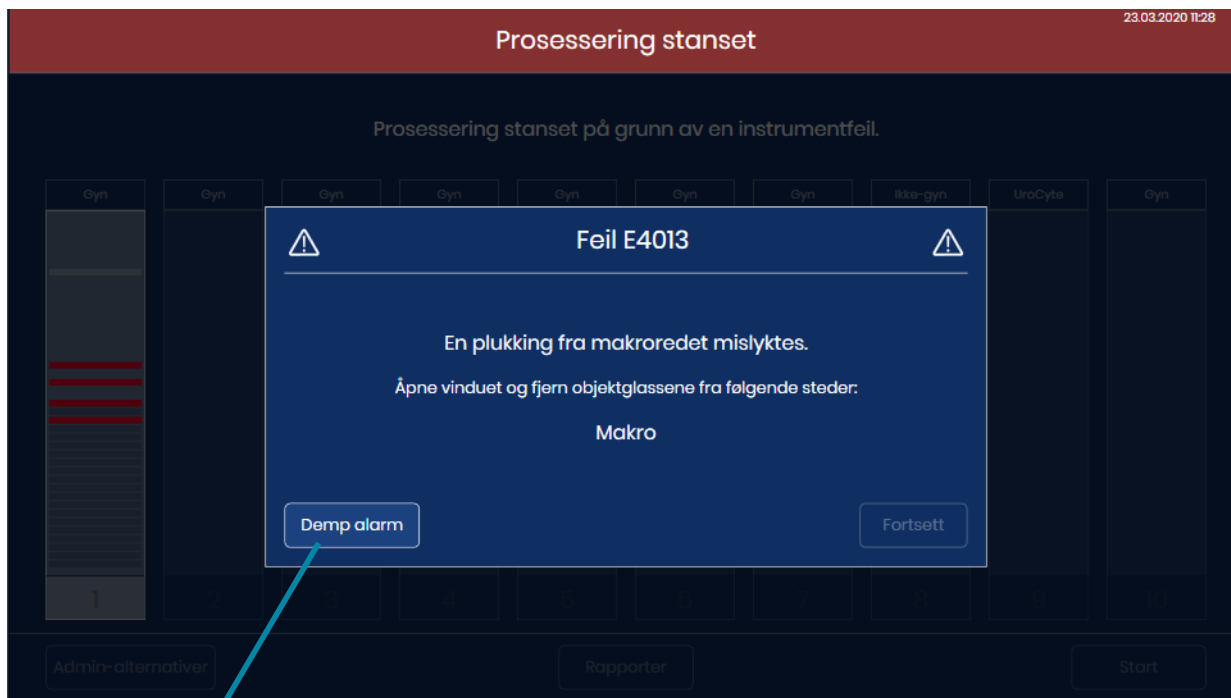 23.03.2020 11:28
Prosessering stanset
Prosessering stanset på grunn av en instrumentfeil.
Gyn Gyn Gyn Gyn Gyn Gyn Gyn Ikke-gyn UroCyte Gyn
Feil E4013
En plukking fra makroredet mislyktes.
Åpne vinduet og fjern objektglassene fra følgende steder:
Makro
Demp alarm Fortsett
1 2 3 4 5 6 7 8 9 10
Admin-alternativer Rapporter Start